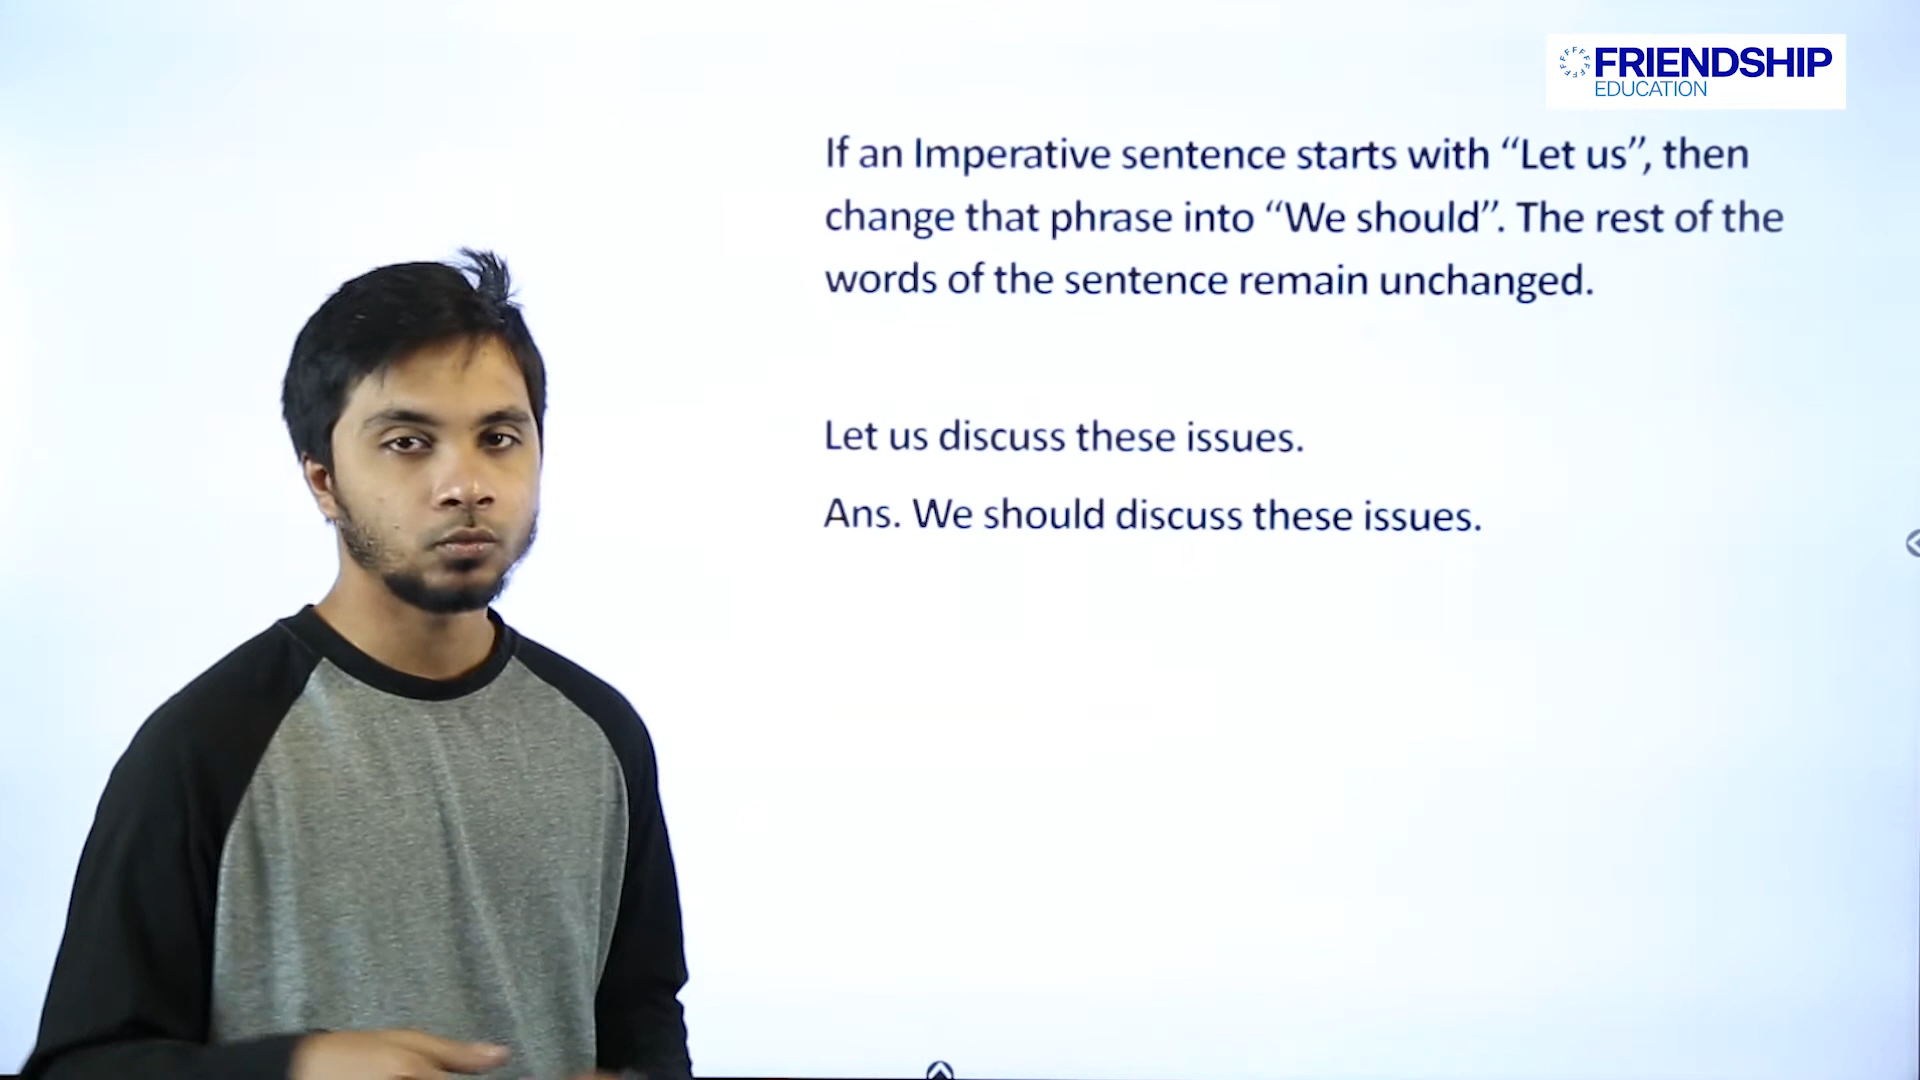 FRIENDSHIP
EDUCATION
If an Imperative sentence starts with “Let us”, then
change that phrase into “We should”. The rest of the
words of the sentence remain unchanged.
Let us discuss these issues.
Ans. We should discuss these issues.